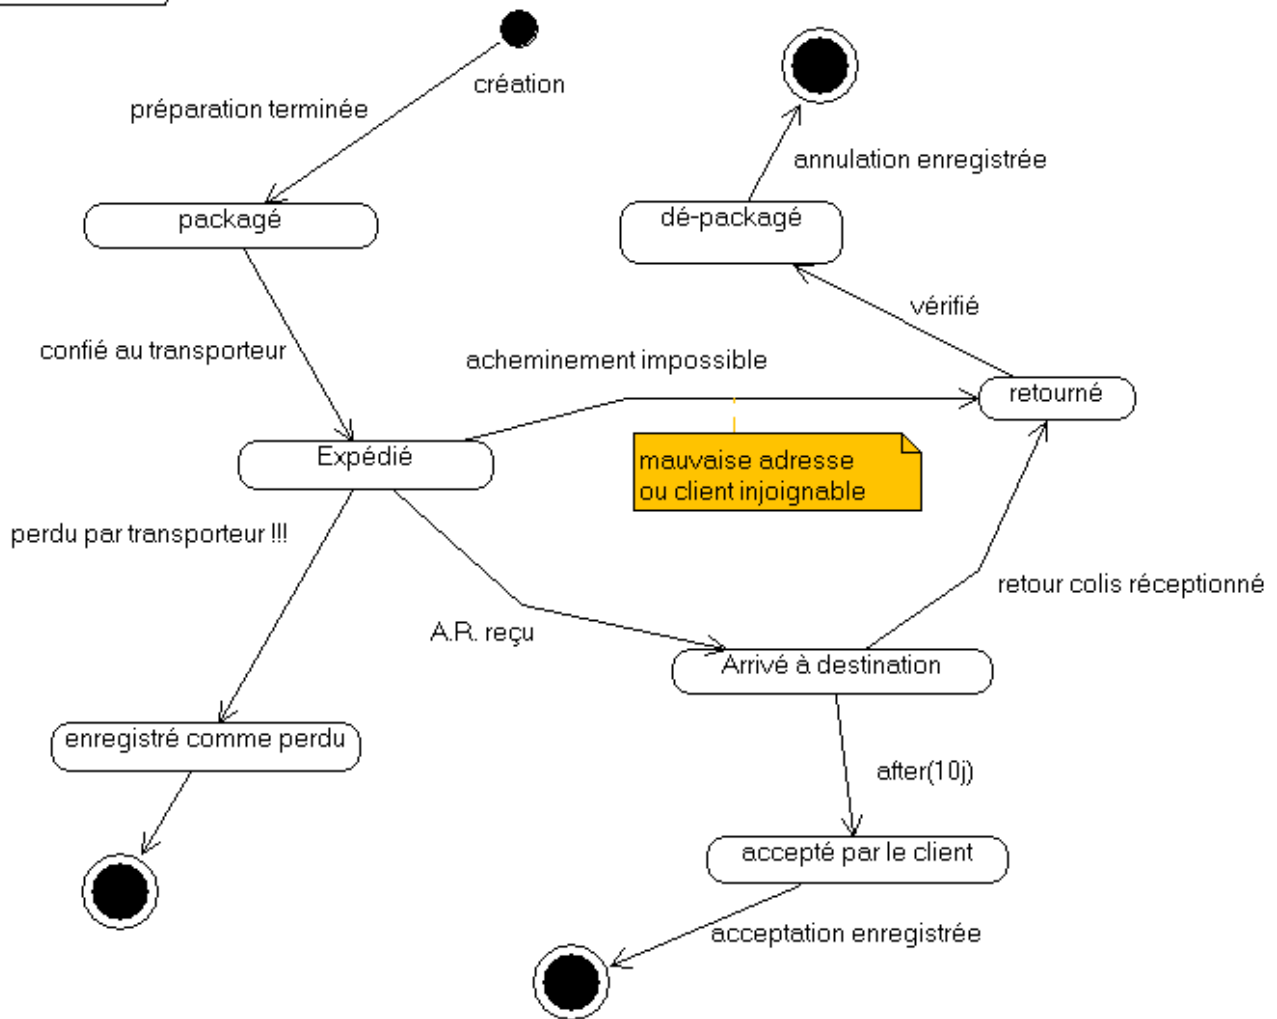 création
préparation terminée
annulation enregistrée
packagé
dé-packagé
vérifié
confié au transporteur
acheminement impossible
retourné
Expédié
mauvaise adresse
ou client injoignable
perdu par transporteur !!!
retour colis réceptionné
A.R. reçu
Arrivé à destination
enregistré comme perdu
after(10j)
accepté par le client
acceptation enregistrée